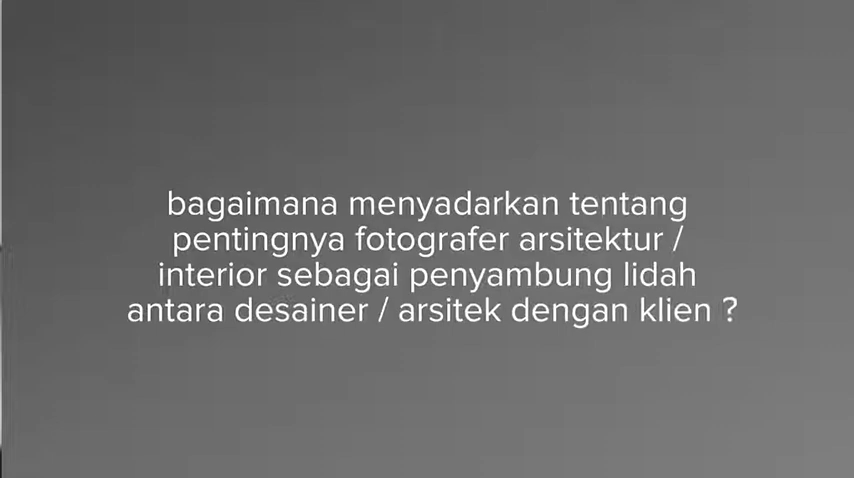 bagaimana menyadarkan tentang
pentingnya fotografer arsitektur /
interior sebagai penyambung lidah
antara desainer / arsitek dengan klien ?